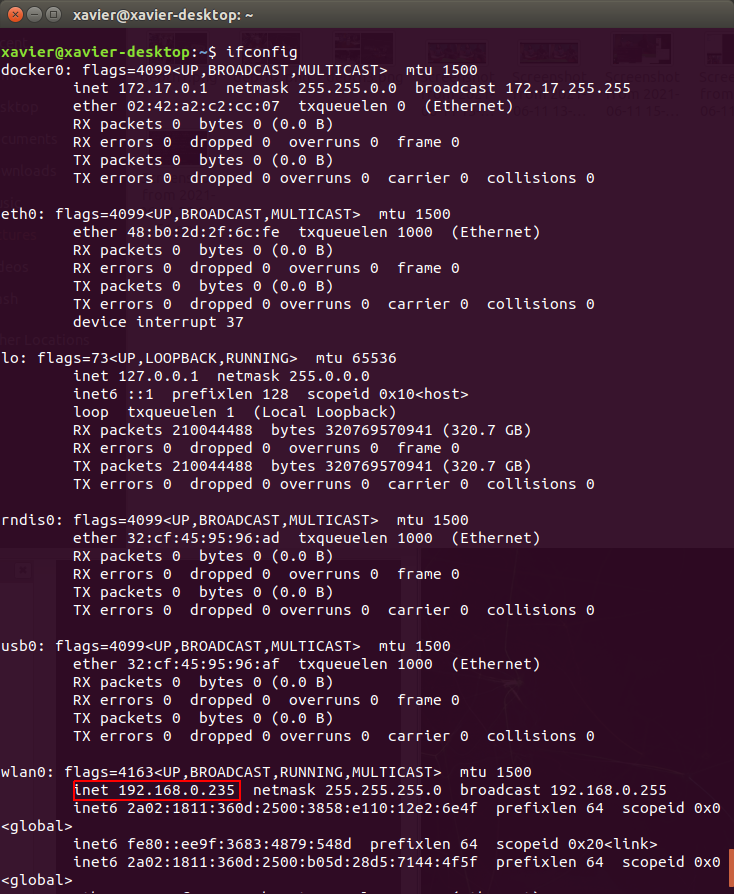 xavier@xavier-desktop: ~
xavier@xavier-desktop:~$ ifconfig
docker0: flags=4099<UP,BROADCAST,MULTICAST>  mtu 1500
        inet 172.17.0.1  netmask 255.255.0.0  broadcast 172.17.255.255
        ether 02:42:a2:c2:cc:07  txqueuelen 0  (Ethernet)
        RX packets 0  bytes 0 (0.0 B)
        RX errors 0  dropped 0  overruns 0  frame 0
        TX packets 0  bytes 0 (0.0 B)
        TX errors 0  dropped 0 overruns 0  carrier 0  collisions 0

eth0: flags=4099<UP,BROADCAST,MULTICAST>  mtu 1500
        ether 48:b0:2d:2f:6c:fe  txqueuelen 1000  (Ethernet)
        RX packets 0  bytes 0 (0.0 B)
        RX errors 0  dropped 0  overruns 0  frame 0
        TX packets 0  bytes 0 (0.0 B)
        TX errors 0  dropped 0 overruns 0  carrier 0  collisions 0
        device interrupt 37

lo: flags=73<UP,LOOPBACK,RUNNING>  mtu 65536
        inet 127.0.0.1  netmask 255.0.0.0
        inet6 ::1  prefixlen 128  scopeid 0x10<host>
        loop  txqueuelen 1  (Local Loopback)
        RX packets 210044488  bytes 320769570941 (320.7 GB)
        RX errors 0  dropped 0  overruns 0  frame 0
        TX packets 210044488  bytes 320769570941 (320.7 GB)
        TX errors 0  dropped 0 overruns 0  carrier 0  collisions 0

rndis0: flags=4099<UP,BROADCAST,MULTICAST>  mtu 1500
        ether 32:cf:45:95:96:ad  txqueuelen 1000  (Ethernet)
        RX packets 0  bytes 0 (0.0 B)
        RX errors 0  dropped 0  overruns 0  frame 0
        TX packets 0  bytes 0 (0.0 B)
        TX errors 0  dropped 0 overruns 0  carrier 0  collisions 0

usb0: flags=4099<UP,BROADCAST,MULTICAST>  mtu 1500
        ether 32:cf:45:95:96:af  txqueuelen 1000  (Ethernet)
        RX packets 0  bytes 0 (0.0 B)
        RX errors 0  dropped 0  overruns 0  frame 0
        TX packets 0  bytes 0 (0.0 B)
        TX errors 0  dropped 0 overruns 0  carrier 0  collisions 0

wlan0: flags=4163<UP,BROADCAST,RUNNING,MULTICAST>  mtu 1500
        inet 192.168.0.235  netmask 255.255.255.0  broadcast 192.168.0.255
        inet6 2a02:1811:360d:2500:3858:e110:12e2:6e4f  prefixlen 64  scopeid 0x0
<global>
        inet6 fe80::ee9f:3683:4879:548d  prefixlen 64  scopeid 0x20<link>
        inet6 2a02:1811:360d:2500:b05d:28d5:7144:4f5f  prefixlen 64  scopeid 0x0
<global>